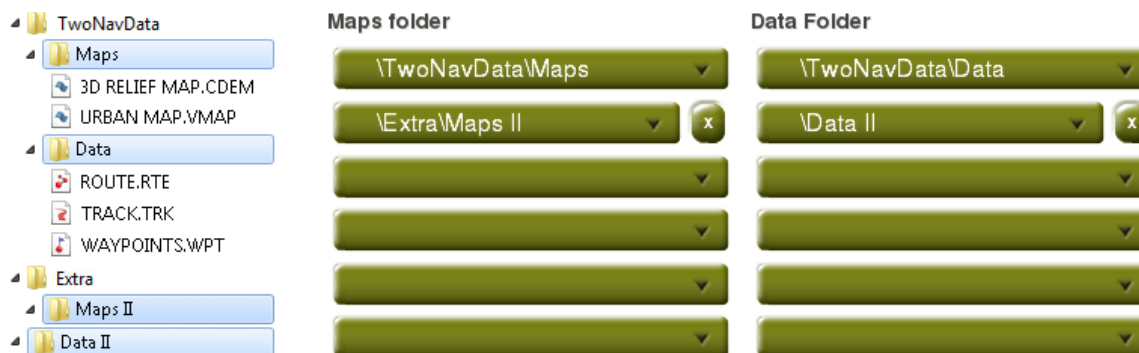 TwoNavData
Maps
3D RELIEF MAP.CDEM
URBAN MAP.VMAP
Data
ROUTE.RTE
TRACK.TRK
WAYPOINTS.WPT
Extra
Maps II
Data II
Maps folder
\TwoNavData\Maps
\Extra\Maps II
x
Data Folder
\TwoNavData\Data
\Data II
x